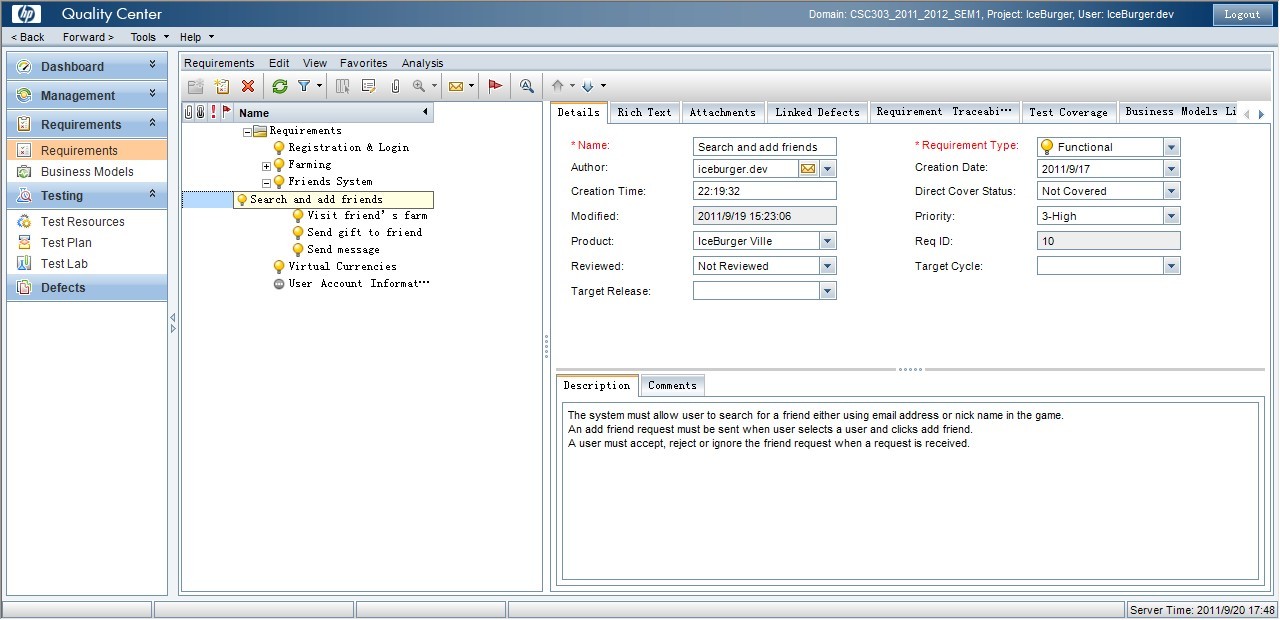 hp Quality Center
Domain: CSC303_2011_2012_SEM1, Project: IceBurger, User: IceBurger.dev
Logout
< Back Forward > Tools Help
Dashboard
Management
Requirements
Requirements
Business Models
Testing
Test Resources
Test Plan
Test Lab
Defects
Requirements Edit View Favorites Analysis
Name
Requirements
Registration & Login
Farming
Friends System
Search and add friends
Visit friend's farm
Send gift to friend
Send message
Virtual Currencies
User Account Informat...
Details Rich Text Attachments Linked Defects Requirement Traceabi... Test Coverage Business Models Li
* Name: Search and add friends * Requirement Type: Functional
Author: iceburger.dev Creation Date: 2011/9/17
Creation Time: 22:19:32 Direct Cover Status: Not Covered
Modified: 2011/9/19 15:23:06 Priority: 3-High
Product: IceBurger Ville Req ID: 10
Reviewed: Not Reviewed Target Cycle:
Target Release:
Description Comments
The system must allow user to search for a friend either using email address or nick name in the game.
An add friend request must be sent when user selects a user and clicks add friend.
A user must accept, reject or ignore the friend request when a request is received.
Server Time: 2011/9/20 17:48